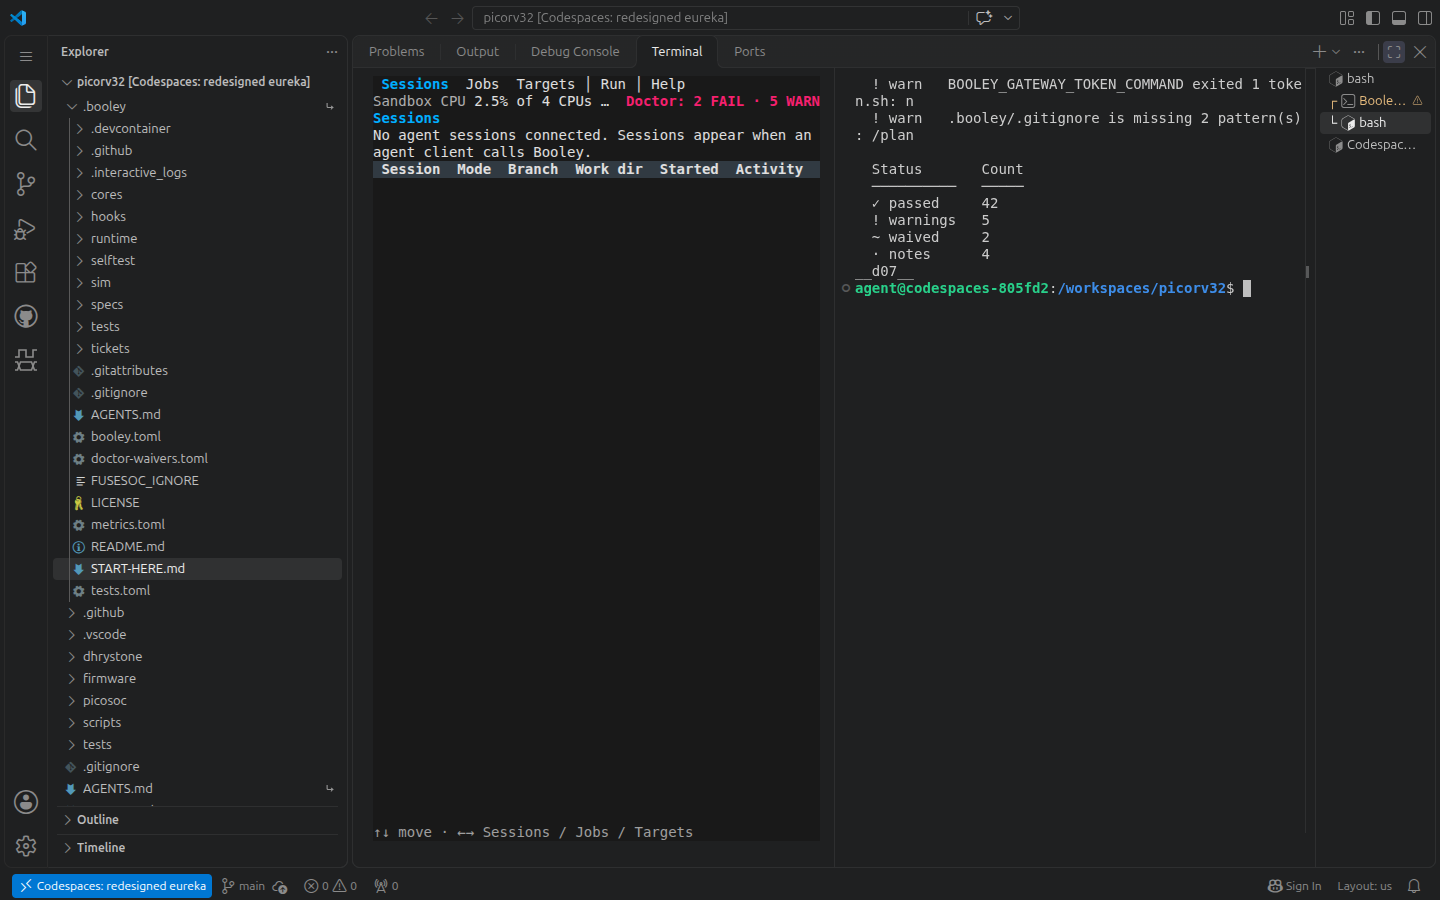 picorv32 [Codespaces: redesigned eureka]
Explorer
picorv32 [Codespaces: redesigned eureka]
.booley
.devcontainer
.github
.interactive_logs
cores
hooks
runtime
selftest
sim
specs
tests
tickets
.gitattributes
.gitignore
AGENTS.md
booley.toml
doctor-waivers.toml
FUSESOC_IGNORE
LICENSE
metrics.toml
README.md
START-HERE.md
tests.toml
.github
.vscode
dhrystone
firmware
picosoc
scripts
tests
.gitignore
AGENTS.md
Outline
Timeline
Problems Output Debug Console Terminal Ports
Sessions Jobs Targets | Run | Help
Sandbox CPU 2.5% of 4 CPUs … Doctor: 2 FAIL · 5 WARN
Sessions
No agent sessions connected. Sessions appear when an
agent client calls Booley.
Session Mode Branch Work dir Started Activity
↑↓ move · ←→ Sessions / Jobs / Targets
! warn BOOLEY_GATEWAY_TOKEN_COMMAND exited 1 toke
n.sh: n
! warn .booley/.gitignore is missing 2 pattern(s)
: /plan
Status Count
✓ passed 42
! warnings 5
~ waived 2
· notes 4
__d07__
agent@codespaces-805fd2:/workspaces/picorv32$
bash
Boole...
bash
Codespac...
Codespaces: redesigned eureka main 0 0 0 Sign In Layout: us